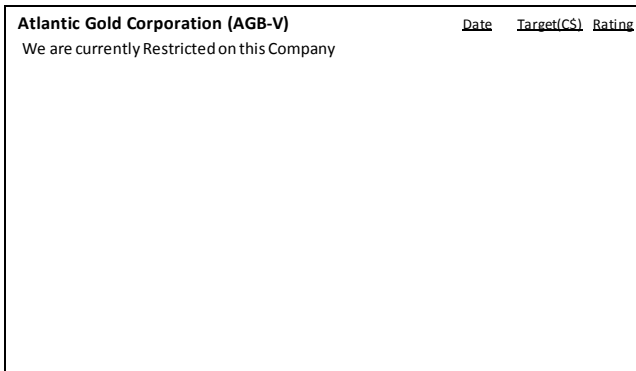 Atlantic Gold Corporation (AGB-V) Date Target(C$) Rating
We are currently Restricted on this Company